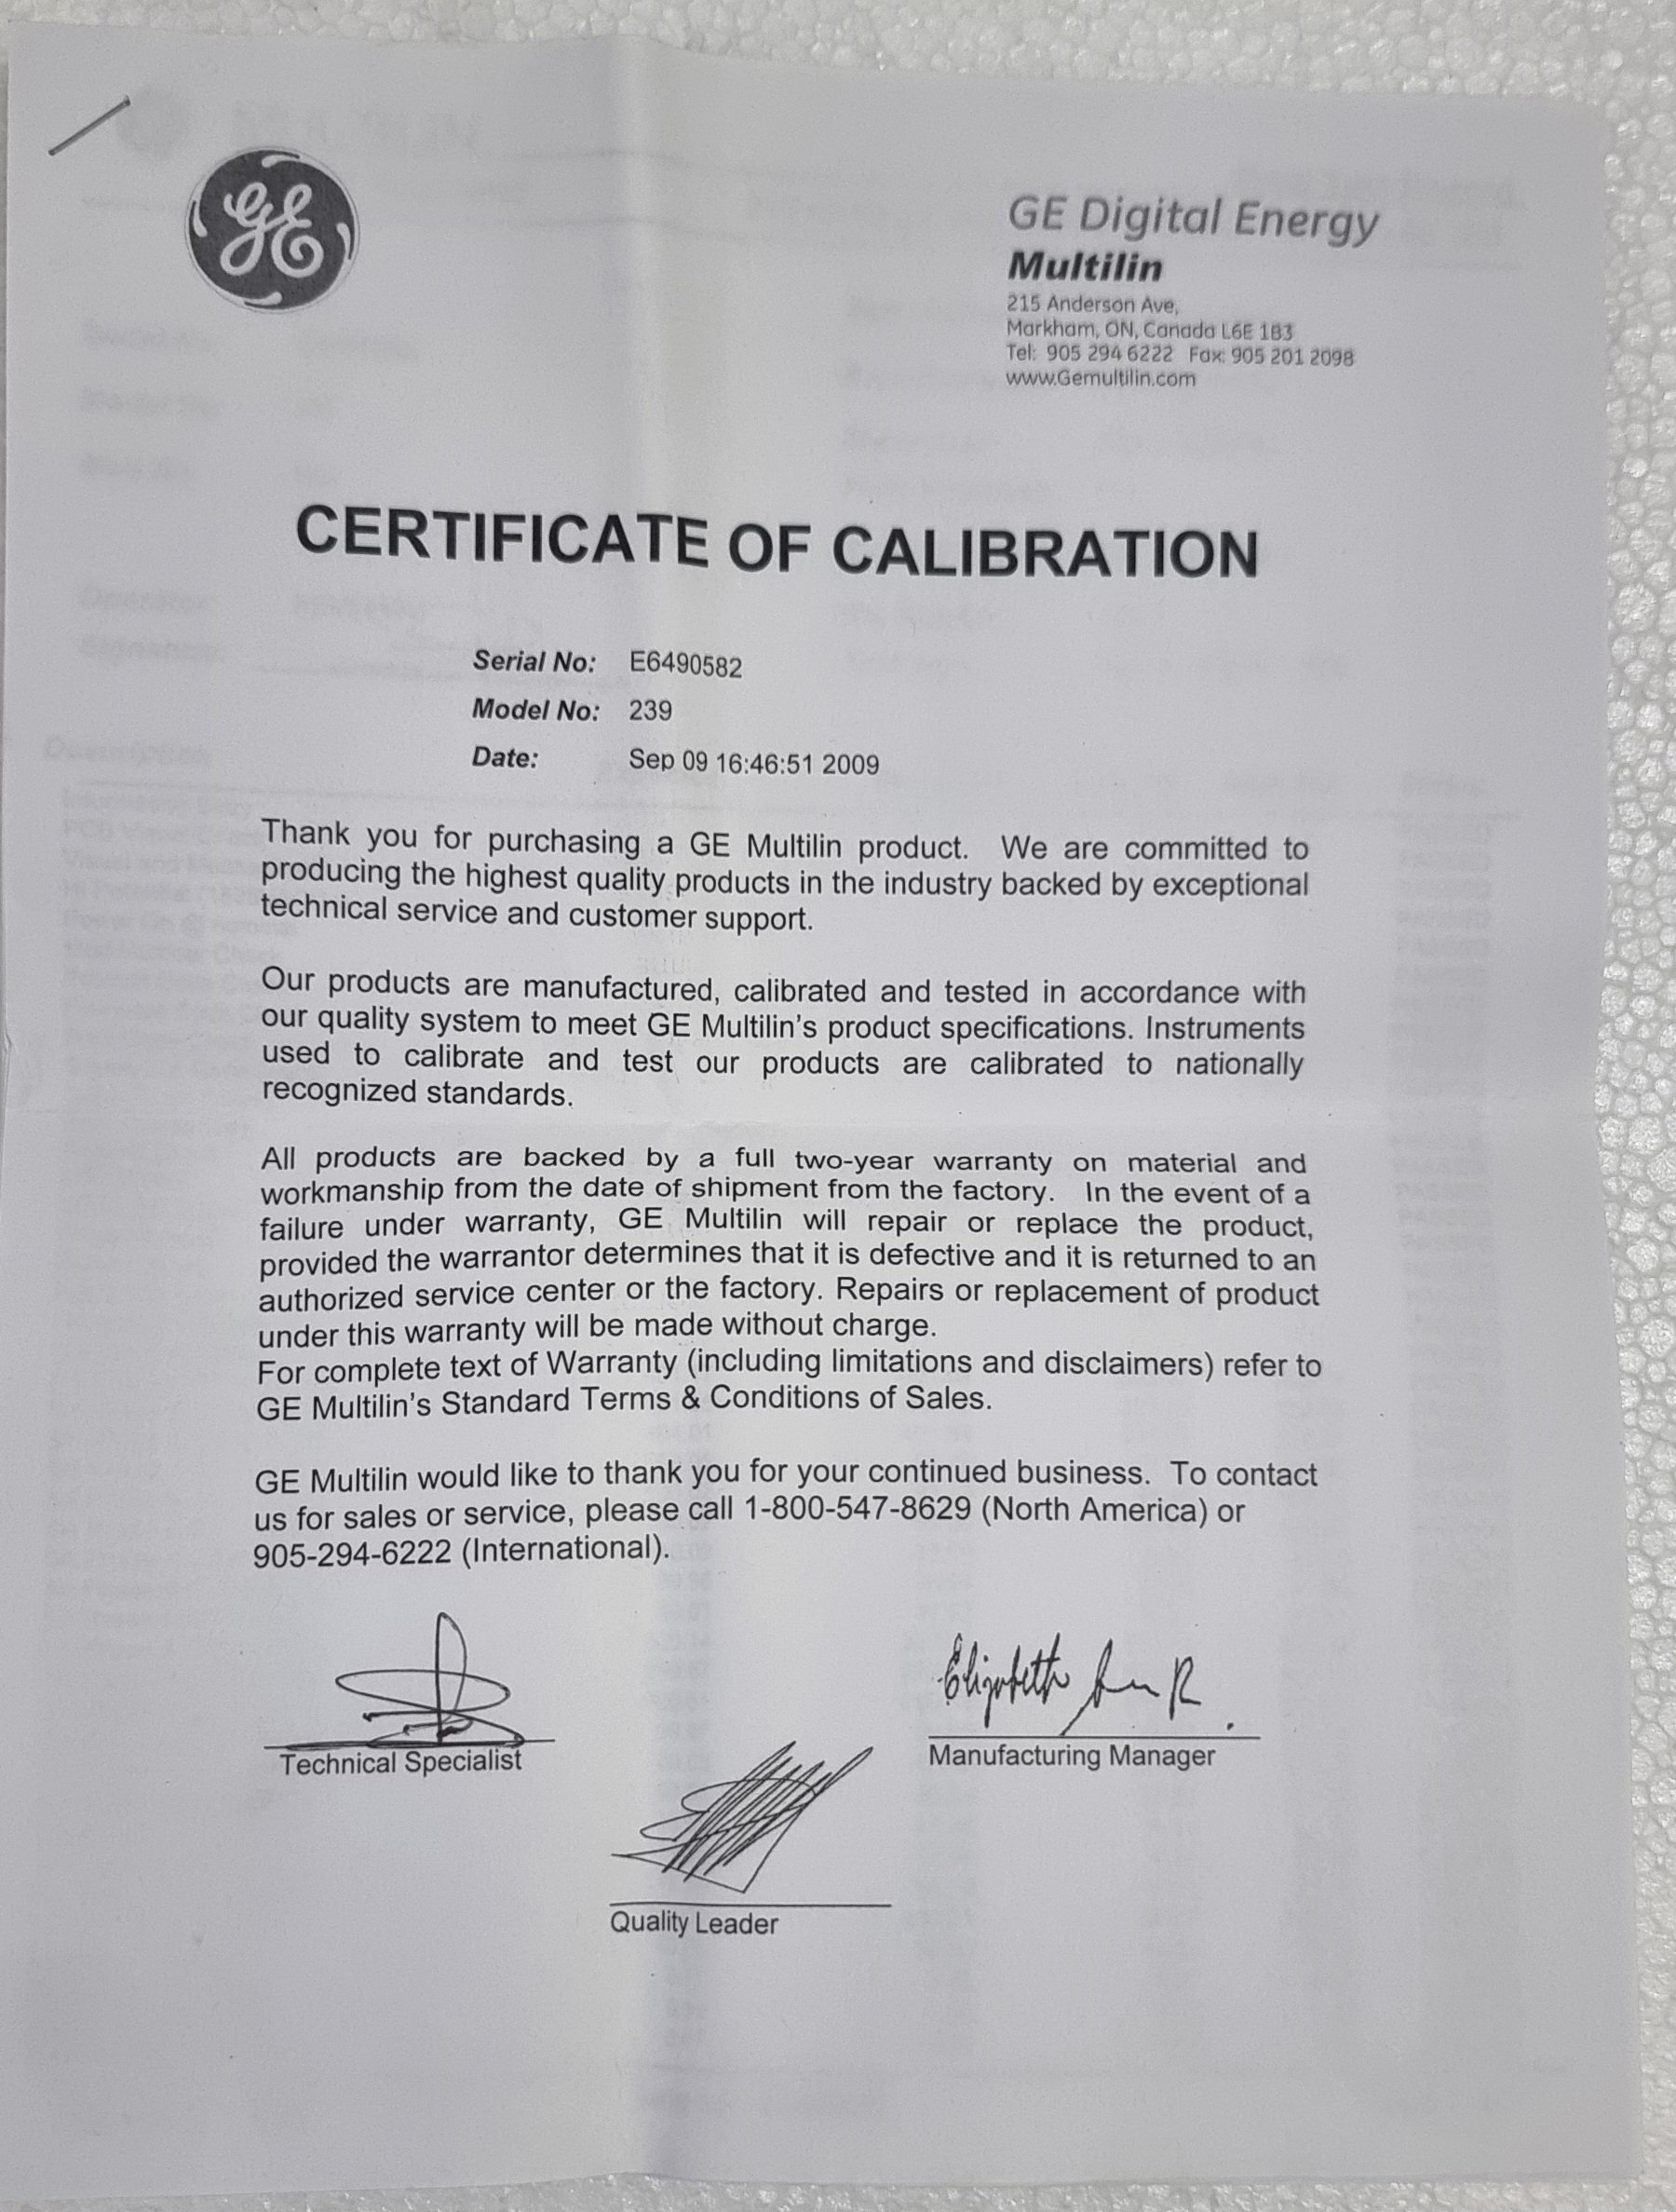 GE
GE Digital Energy
Multilin
215 Anderson Ave,
Markham, ON, Canada L6E 1B3
Tel: 905 294 6222 Fax: 905 201 2098
www.Gemultilin.com
CERTIFICATE OF CALIBRATION
Serial No: E6490582
Model No: 239
Date: Sep 09 16:46:51 2009
Thank you for purchasing a GE Multilin product. We are committed to
producing the highest quality products in the industry backed by exceptional
technical service and customer support.
Our products are manufactured, calibrated and tested in accordance with
our quality system to meet GE Multilin's product specifications. Instruments
used to calibrate and test our products are calibrated to nationally
recognized standards.
All products are backed by a full two-year warranty on material and
workmanship from the date of shipment from the factory. In the event of a
failure under warranty, GE Multilin will repair or replace the product,
provided the warrantor determines that it is defective and it is returned to an
authorized service center or the factory. Repairs or replacement of product
under this warranty will be made without charge.
For complete text of Warranty (including limitations and disclaimers) refer to
GE Multilin's Standard Terms & Conditions of Sales.
GE Multilin would like to thank you for your continued business. To contact
us for sales or service, please call 1-800-547-8629 (North America) or
905-294-6222 (International).
Elizabeth
Technical Specialist
Manufacturing Manager
Quality Leader